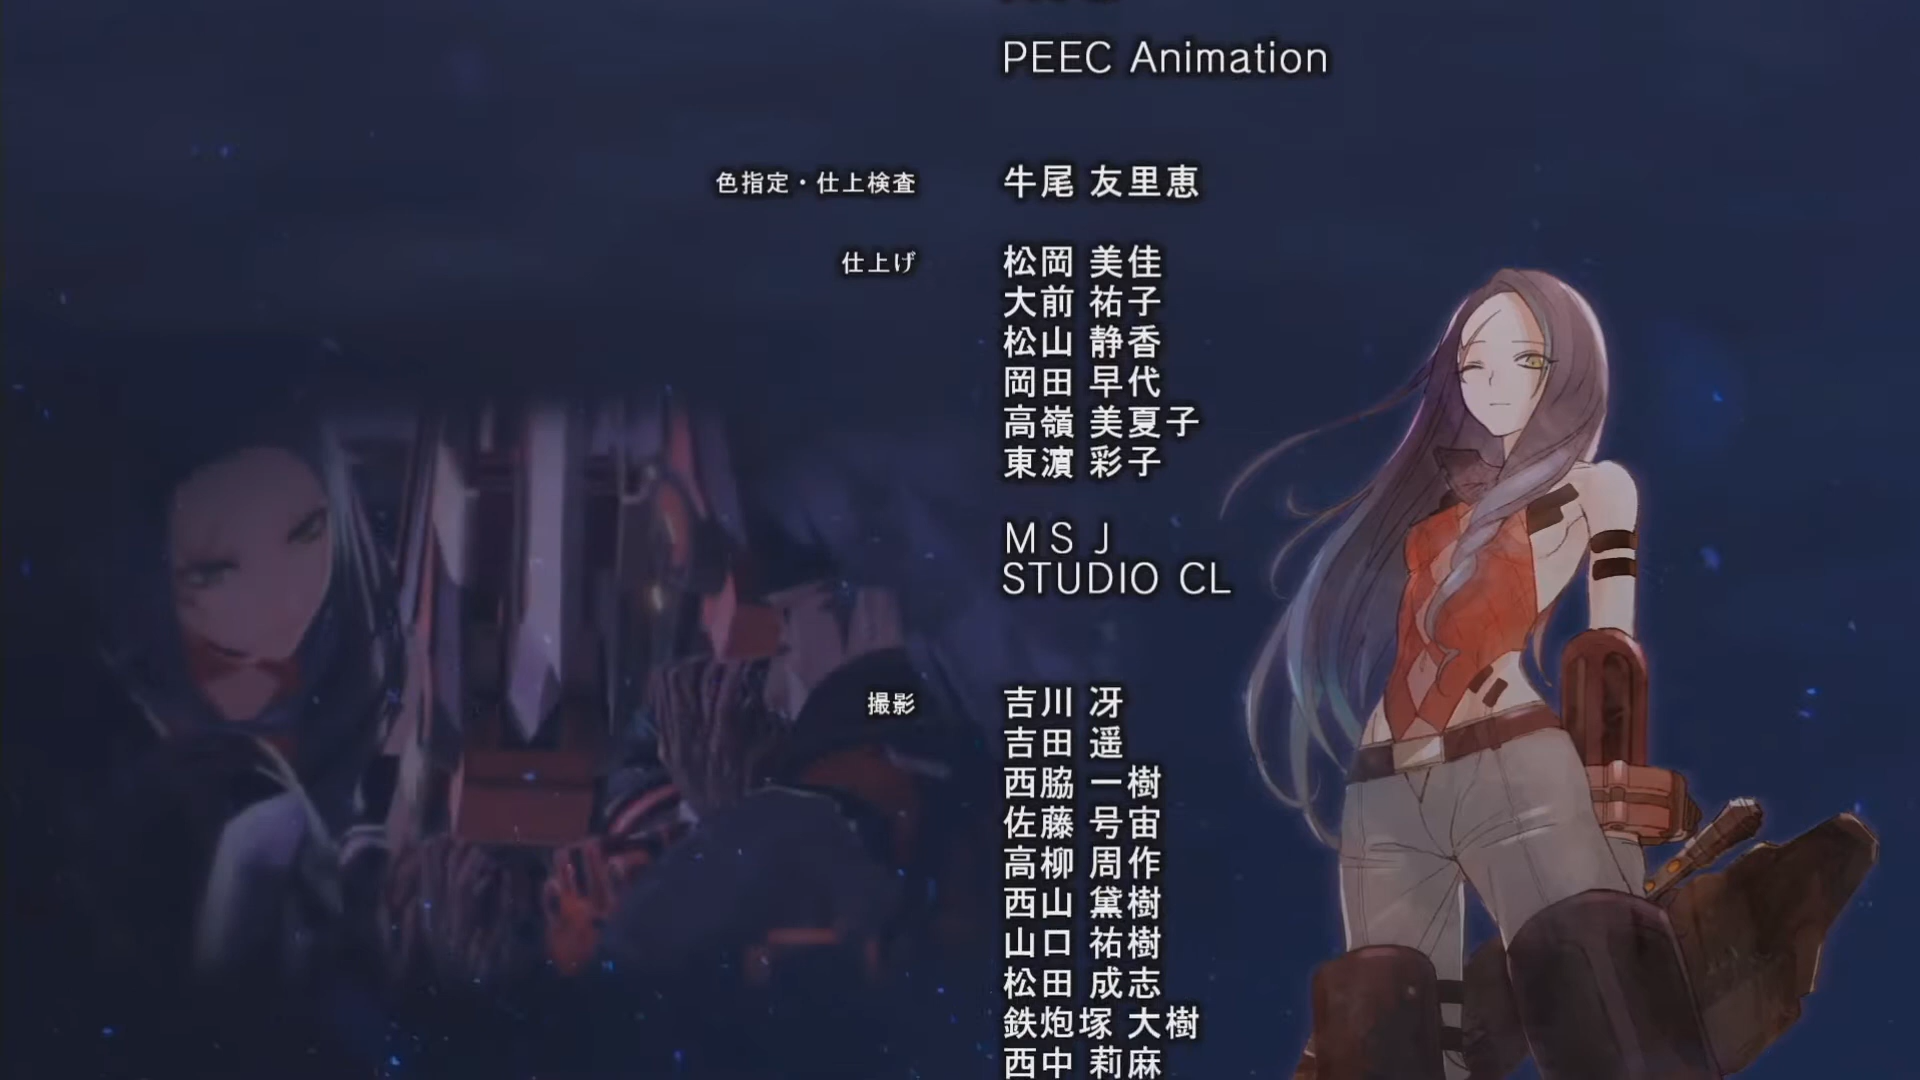 PEEC Animation
色指定・仕上検査 牛尾 友里恵
仕上げ 松岡 美佳
大前 祐子
松山 静香
岡田 早代
高嶺 美夏子
東濵 彩子
M S J
STUDIO CL
撮影 吉川 冴
吉田 遥
西脇 一樹
佐藤 号宙
高柳 周作
西山 黛樹
山口 祐樹
松田 成志
鉄炮塚 大樹
西中 莉麻